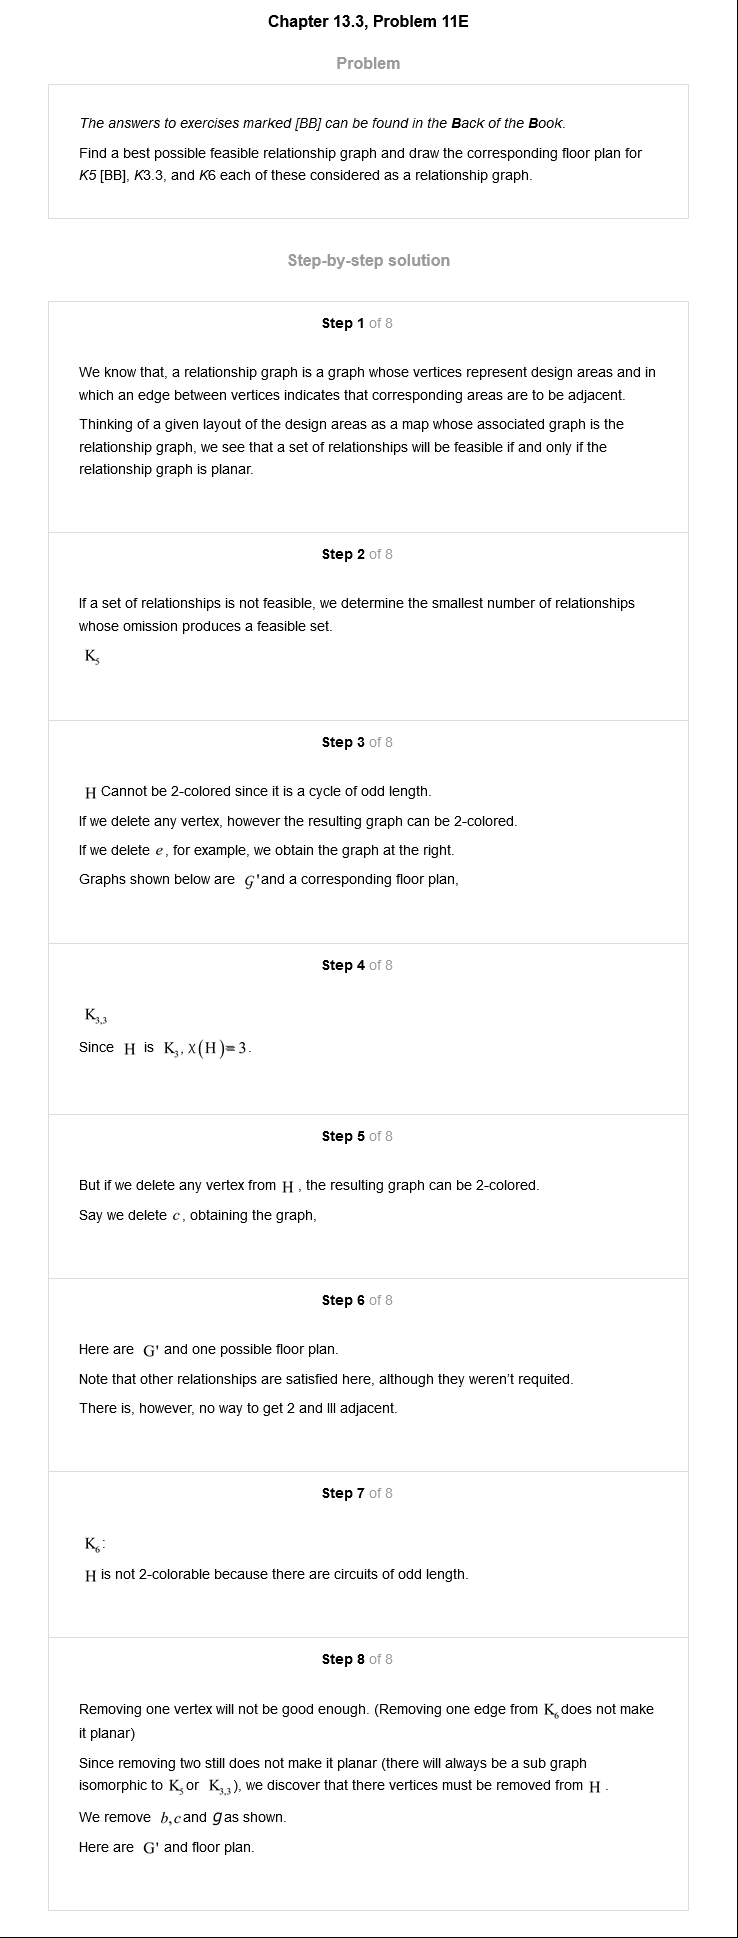 Chapter 13.3, Problem 11E
Problem
The answers to exercises marked [BB] can be found in the Back of the Book.
Find a best possible feasible relationship graph and draw the corresponding floor plan for
K5 [BB], K3.3, and K6 each of these considered as a relationship graph.
Step-by-step solution
Step 1 of 8
We know that, a relationship graph is a graph whose vertices represent design areas and in
which an edge between vertices indicates that corresponding areas are to be adjacent.
Thinking of a given layout of the design areas as a map whose associated graph is the
relationship graph, we see that a set of relationships will be feasible if and only if the
relationship graph is planar.
Step 2 of 8
If a set of relationships is not feasible, we determine the smallest number of relationships
whose omission produces a feasible set.
K₅
Step 3 of 8
H Cannot be 2-colored since it is a cycle of odd length.
If we delete any vertex, however the resulting graph can be 2-colored.
If we delete e, for example, we obtain the graph at the right.
Graphs shown below are G' and a corresponding floor plan,
Step 4 of 8
K₃,₃
Since H is K₃, χ(H)=3.
Step 5 of 8
But if we delete any vertex from H, the resulting graph can be 2-colored.
Say we delete c, obtaining the graph,
Step 6 of 8
Here are G' and one possible floor plan.
Note that other relationships are satisfied here, although they weren't requited.
There is, however, no way to get 2 and III adjacent.
Step 7 of 8
K₆:
H is not 2-colorable because there are circuits of odd length.
Step 8 of 8
Removing one vertex will not be good enough. (Removing one edge from K₆ does not make
it planar)
Since removing two still does not make it planar (there will always be a sub graph
isomorphic to K₅ or K₃,₃), we discover that there vertices must be removed from H.
We remove b,c and g as shown.
Here are G' and floor plan.